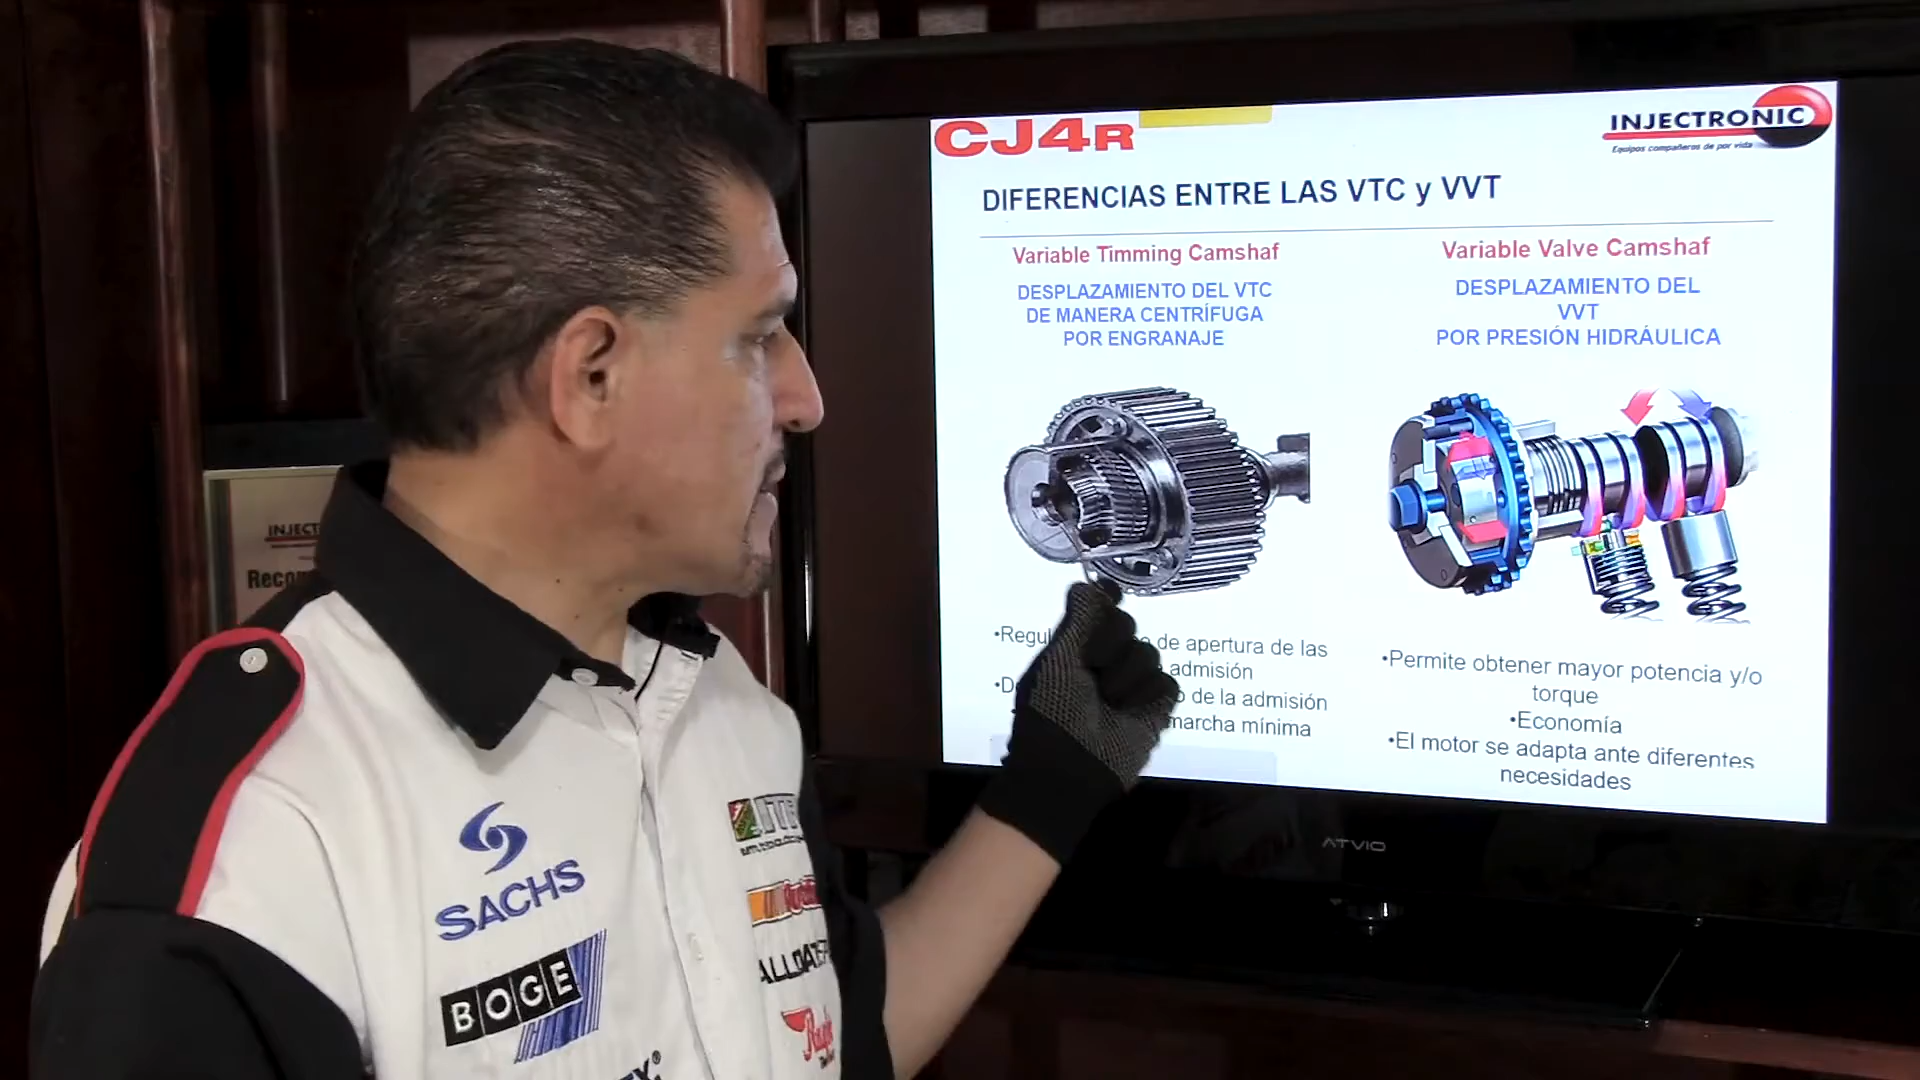 CJ4R
INJECTRONIC
Equipos compañeros de por vida
DIFERENCIAS ENTRE LAS VTC y VVT
Variable Timming Camshaf
DESPLAZAMIENTO DEL VTC
DE MANERA CENTRÍFUGA
POR ENGRANAJE
de apertura de las
admisión
de la admisión
marcha mínima
Variable Valve Camshaf
DESPLAZAMIENTO DEL
VVT
POR PRESIÓN HIDRÁULICA
•Permite obtener mayor potencia y/o
torque
•Economía
•El motor se adapta ante diferentes
necesidades
ATVIO
SACHS
BOGE